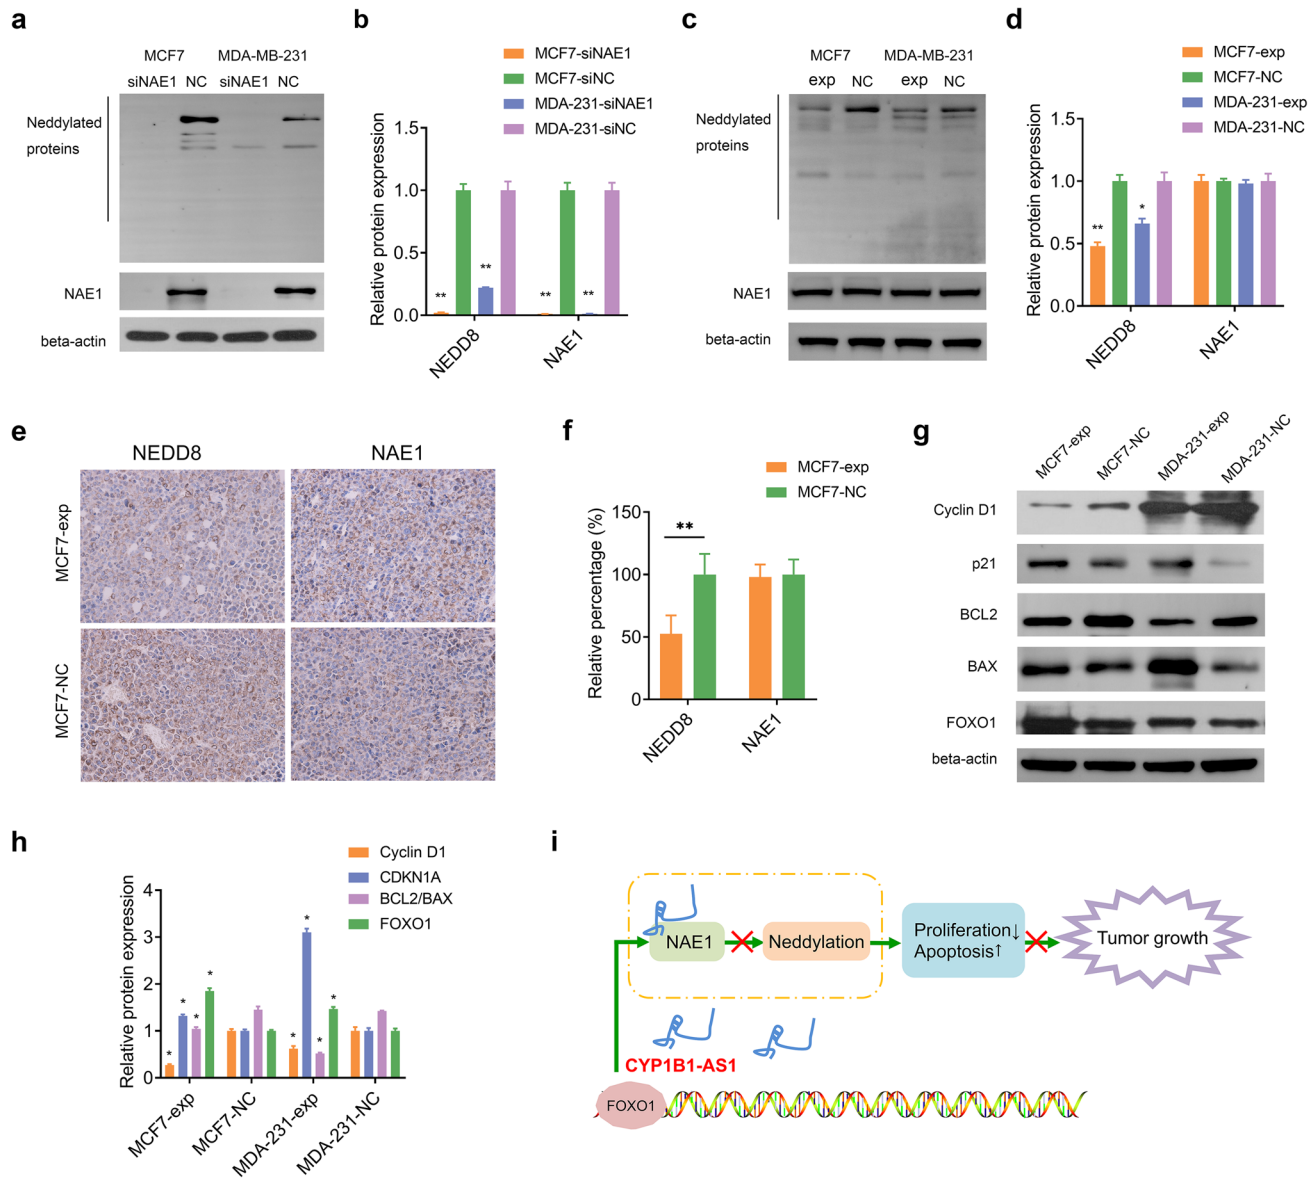 a
MCF7 MDA-MB-231
siNAE1 NC siNAE1 NC
Neddylated
proteins
NAE1
beta-actin
b
MCF7-siNAE1
MCF7-siNC
MDA-231-siNAE1
MDA-231-siNC
Relative protein expression
1.5
1.0
0.5
0.0
** ** ** **
NEDD8 NAE1
c
MCF7 MDA-MB-231
exp NC exp NC
Neddylated
proteins
NAE1
beta-actin
d
MCF7-exp
MCF7-NC
MDA-231-exp
MDA-231-NC
Relative protein expression
1.5
1.0
0.5
0.0
** *
NEDD8 NAE1
e
NEDD8 NAE1
MCF7-exp
MCF7-NC
f
MCF7-exp
MCF7-NC
Relative percentage (%)
150
100
50
0
**
NEDD8 NAE1
g
MCF7-exp MCF7-NC MDA-231-exp MDA-231-NC
Cyclin D1
p21
BCL2
BAX
FOXO1
beta-actin
h
Cyclin D1
CDKN1A
BCL2/BAX
FOXO1
Relative protein expression
4
3
2
1
0
* * * * * * * *
MCF7-exp MCF7-NC MDA-231-exp MDA-231-NC
i
NAE1 Neddylation
Proliferation↓
Apoptosis↑
Tumor growth
CYP1B1-AS1
FOXO1